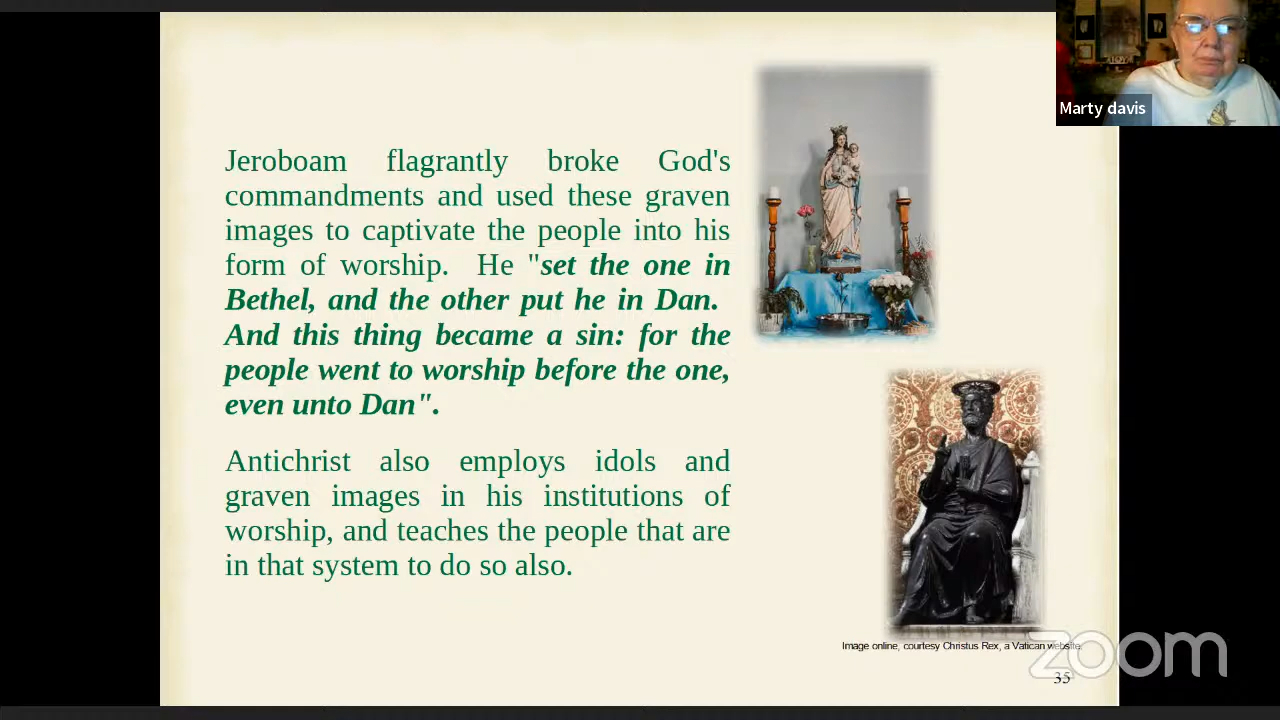 Marty davis
Jeroboam flagrantly broke God's
commandments and used these graven
images to captivate the people into his
form of worship. He "set the one in
Bethel, and the other put he in Dan.
And this thing became a sin: for the
people went to worship before the one,
even unto Dan".
Antichrist also employs idols and
graven images in his institutions of
worship, and teaches the people that are
in that system to do so also.
Image online, courtesy Christus Rex, a Vatican website.
zoom
35